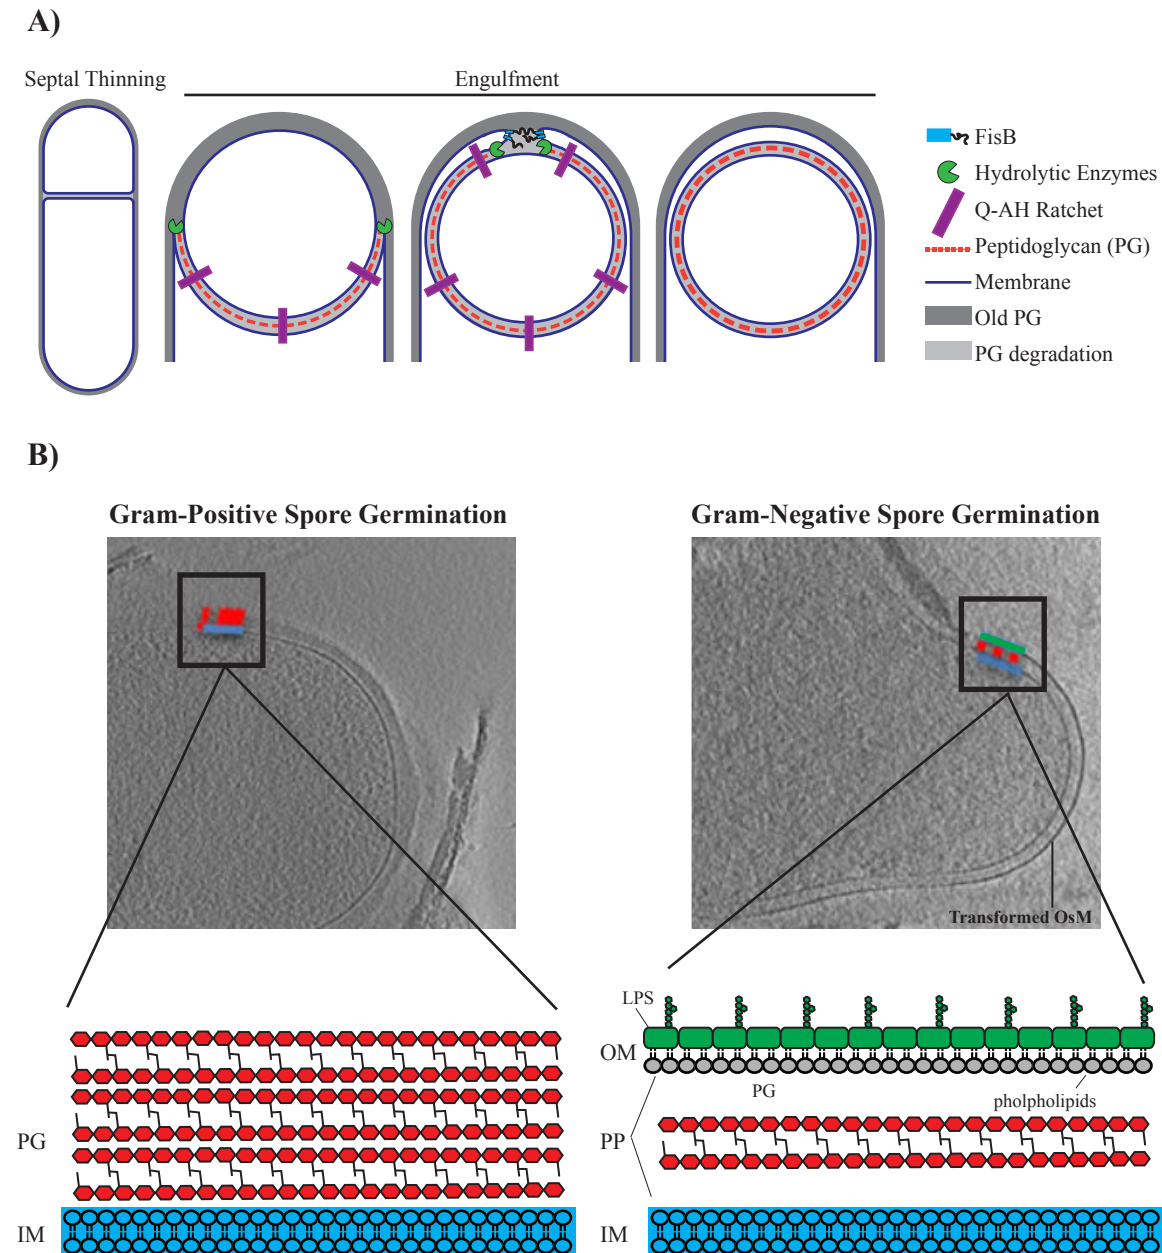 A)
Septal Thinning
Engulfment
FisB
Hydrolytic Enzymes
Q-AH Ratchet
Peptidoglycan (PG)
Membrane
Old PG
PG degradation
B)
Gram-Positive Spore Germination
Gram-Negative Spore Germination
Transformed OsM
LPS
OM
PG
pholpholipids
PG
PP
IM
IM